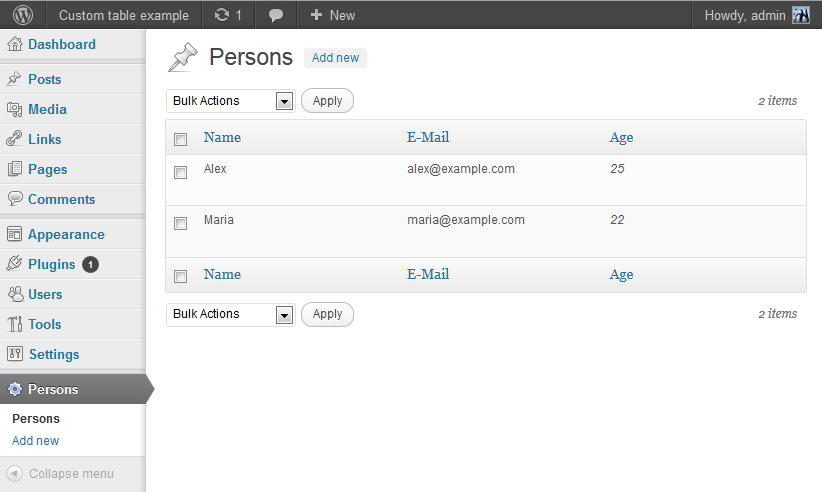 Custom table example 1 + New Howdy, admin
Dashboard
Posts
Media
Links
Pages
Comments
Appearance
Plugins 1
Users
Tools
Settings
Persons
Persons
Add new
Collapse menu
Persons Add new
Bulk Actions Apply 2 items
Name E-Mail Age
Alex alex@example.com 25
Maria maria@example.com 22
Name E-Mail Age
Bulk Actions Apply 2 items